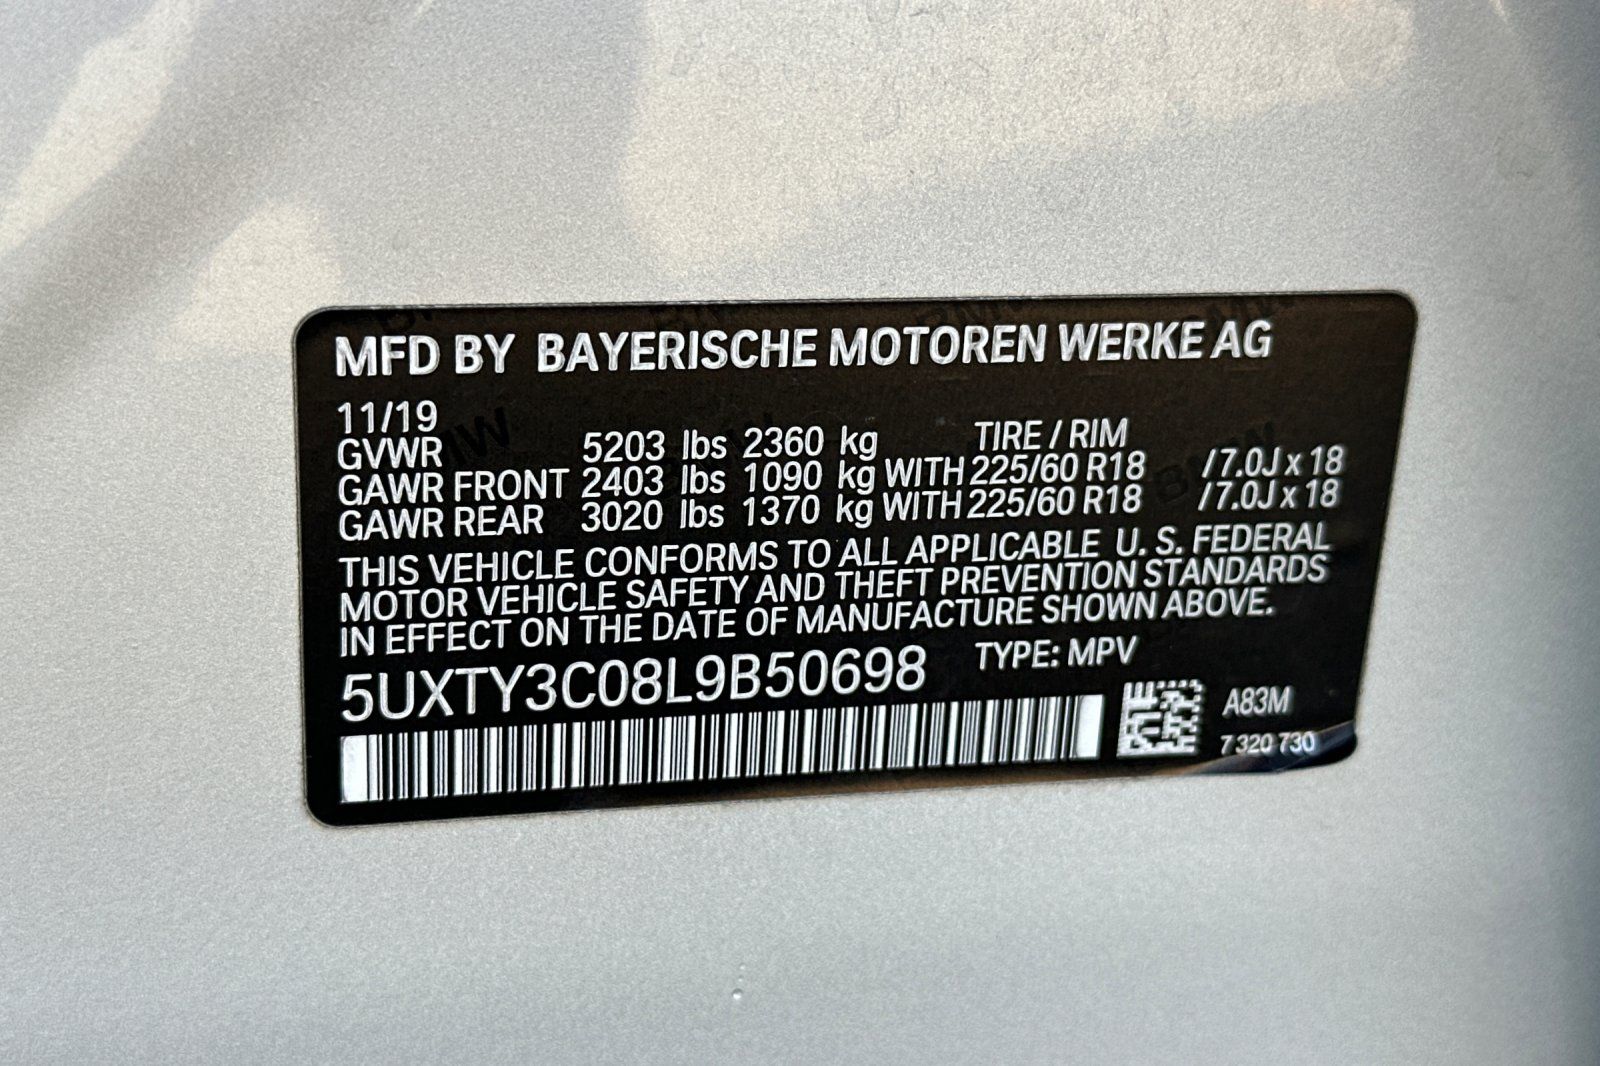 MFD BY BAYERISCHE MOTOREN WERKE AG
11/19
TIRE / RIM
GVWR 5203 lbs 2360 kg
GAWR FRONT 2403 lbs 1090 kg WITH 225/60 R18 / 7.0J x 18
GAWR REAR 3020 lbs 1370 kg WITH 225/60 R18 / 7.0J x 18
THIS VEHICLE CONFORMS TO ALL APPLICABLE U. S. FEDERAL
MOTOR VEHICLE SAFETY AND THEFT PREVENTION STANDARDS
IN EFFECT ON THE DATE OF MANUFACTURE SHOWN ABOVE.
5UXTY3C08L9B50698 TYPE: MPV
A83M
7 320 730